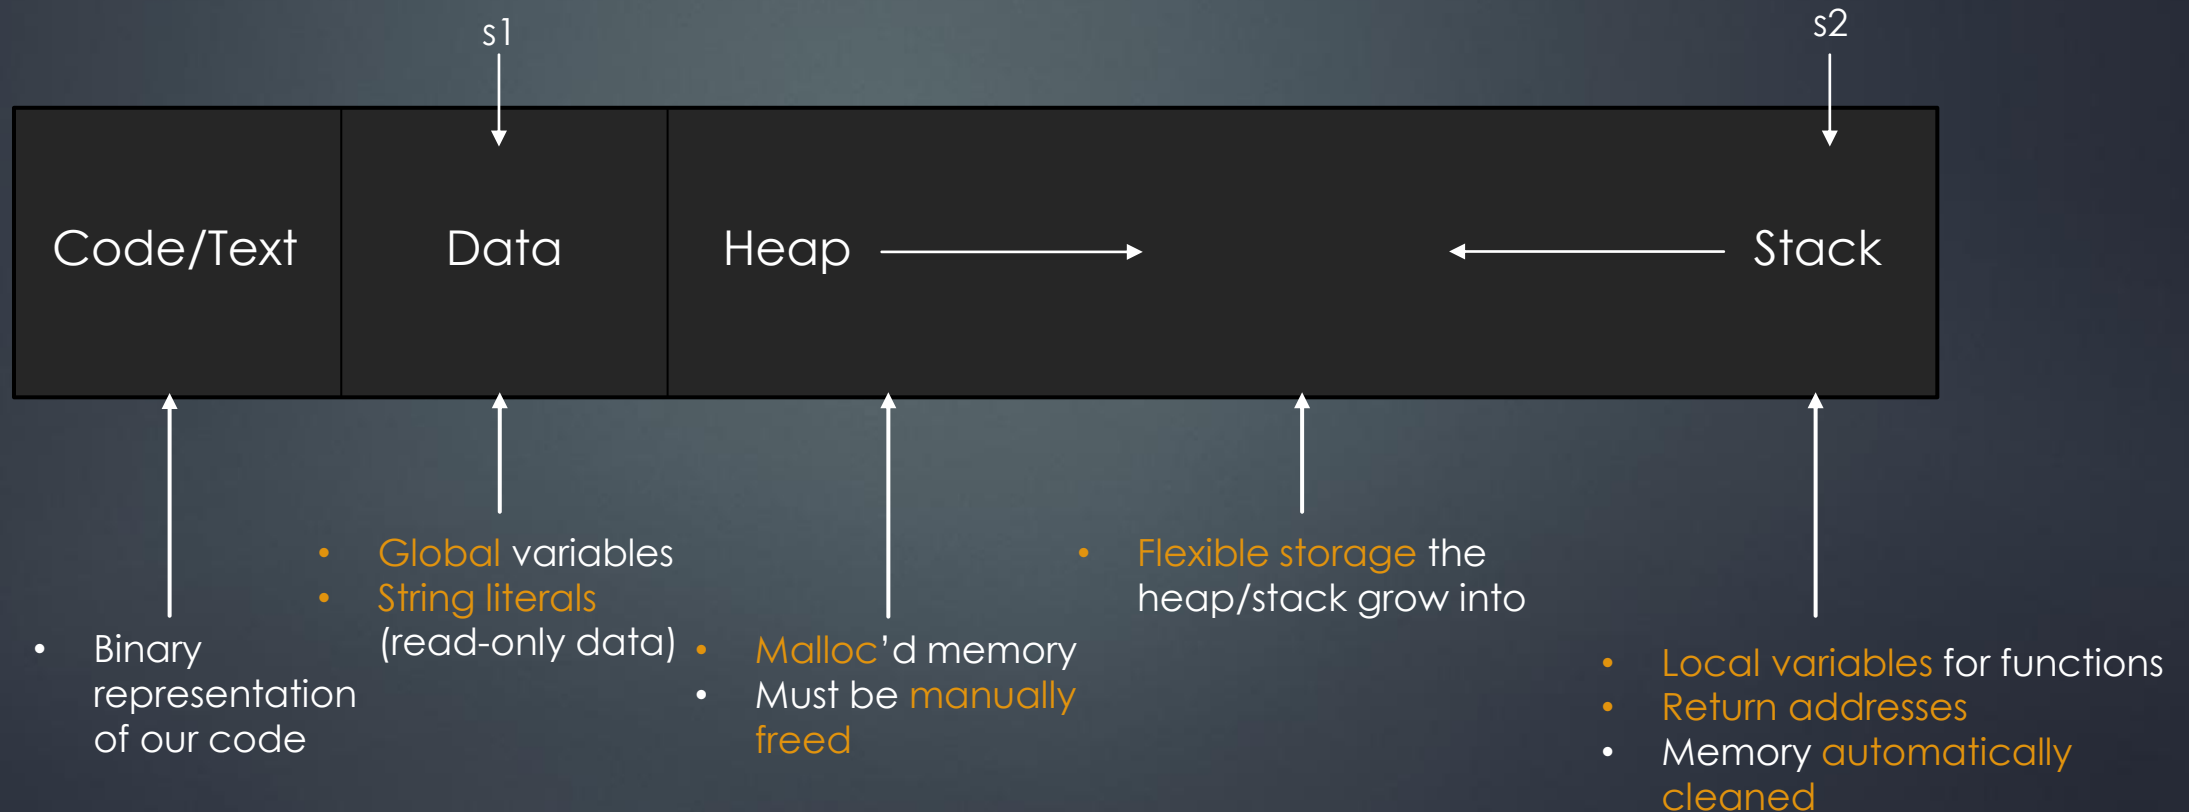 s1
s2
Code/Text
Data
Heap
Stack
• Binary
representation
of our code
• Global variables
• String literals
(read-only data)
• Malloc’d memory
• Must be manually
freed
• Flexible storage the
heap/stack grow into
• Local variables for functions
• Return addresses
• Memory automatically
cleaned